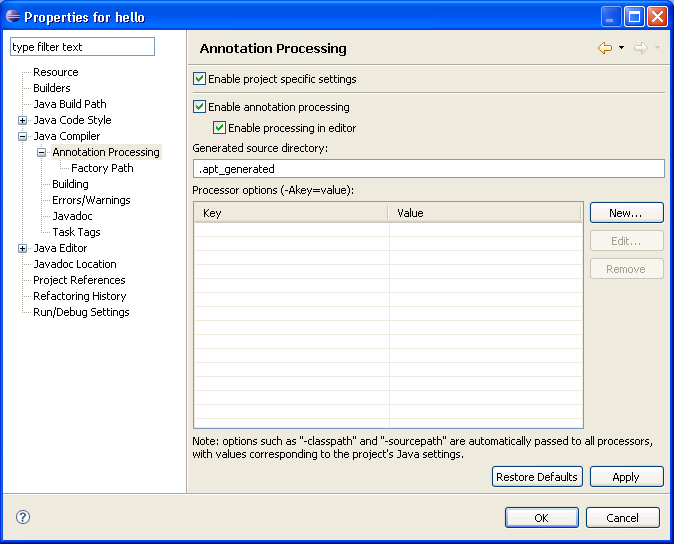 Properties for hello
type filter text
Resource
Builders
Java Build Path
Java Code Style
Java Compiler
Annotation Processing
Factory Path
Building
Errors/Warnings
Javadoc
Task Tags
Java Editor
Javadoc Location
Project References
Refactoring History
Run/Debug Settings
Annotation Processing
Enable project specific settings
Enable annotation processing
Enable processing in editor
Generated source directory:
.apt_generated
Processor options (-Akey=value):
Key Value
New...
Edit...
Remove
Note: options such as "-classpath" and "-sourcepath" are automatically passed to all processors,
with values corresponding to the project's Java settings.
Restore Defaults Apply
? OK Cancel